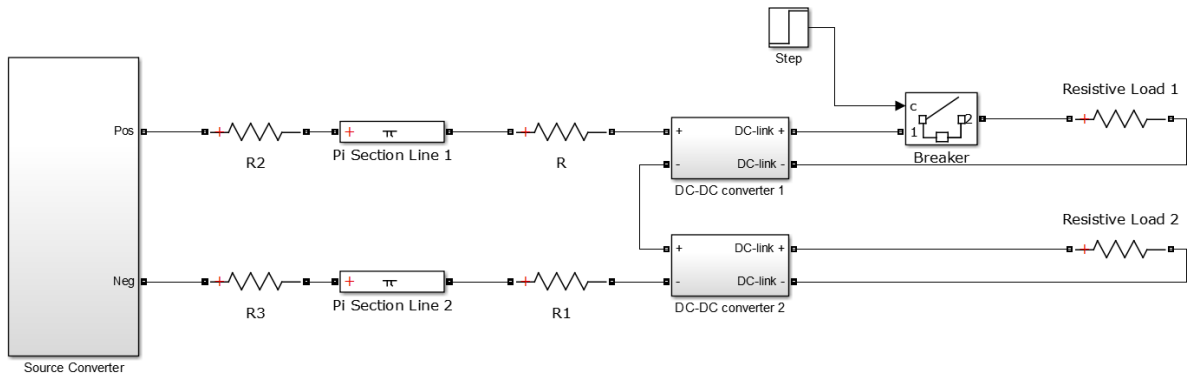 Step
Resistive Load 1
c
1
2
Breaker
Pos
+
R2
+
Pi Section Line 1
+
R
+
-
DC-link +
DC-link -
DC-DC converter 1
+
Resistive Load 2
+
Neg
+
R3
+
Pi Section Line 2
+
R1
+
-
DC-link +
DC-link -
DC-DC converter 2
Source Converter